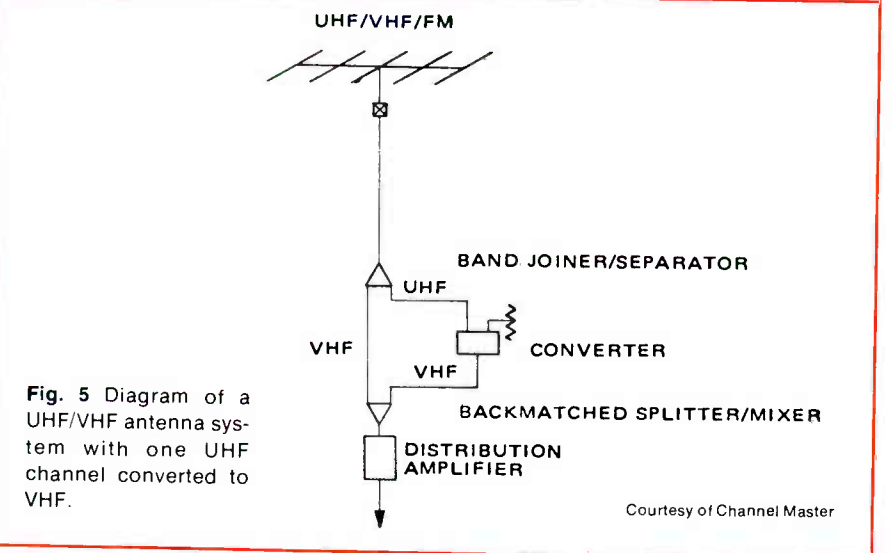 UHF/VHF/FM
BAND JOINER/SEPARATOR
UHF
VHF
CONVERTER
VHF
BACKMATCHED SPLITTER/MIXER
DISTRIBUTION
AMPLIFIER
Fig. 5 Diagram of a
UHF/VHF antenna sys-
tem with one UHF
channel converted to
VHF.
Courtesy of Channel Master